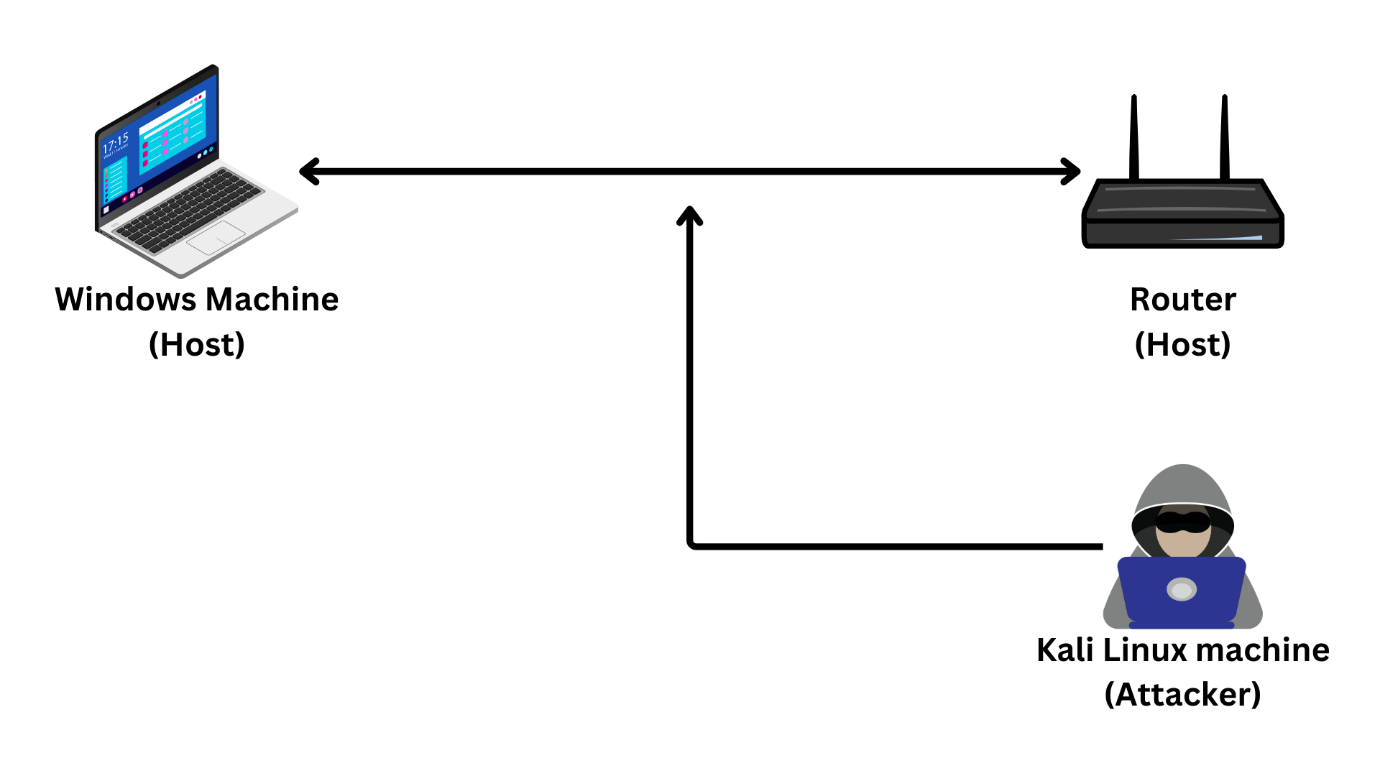 17:15
Windows Machine
(Host)
Router
(Host)
Kali Linux machine
(Attacker)